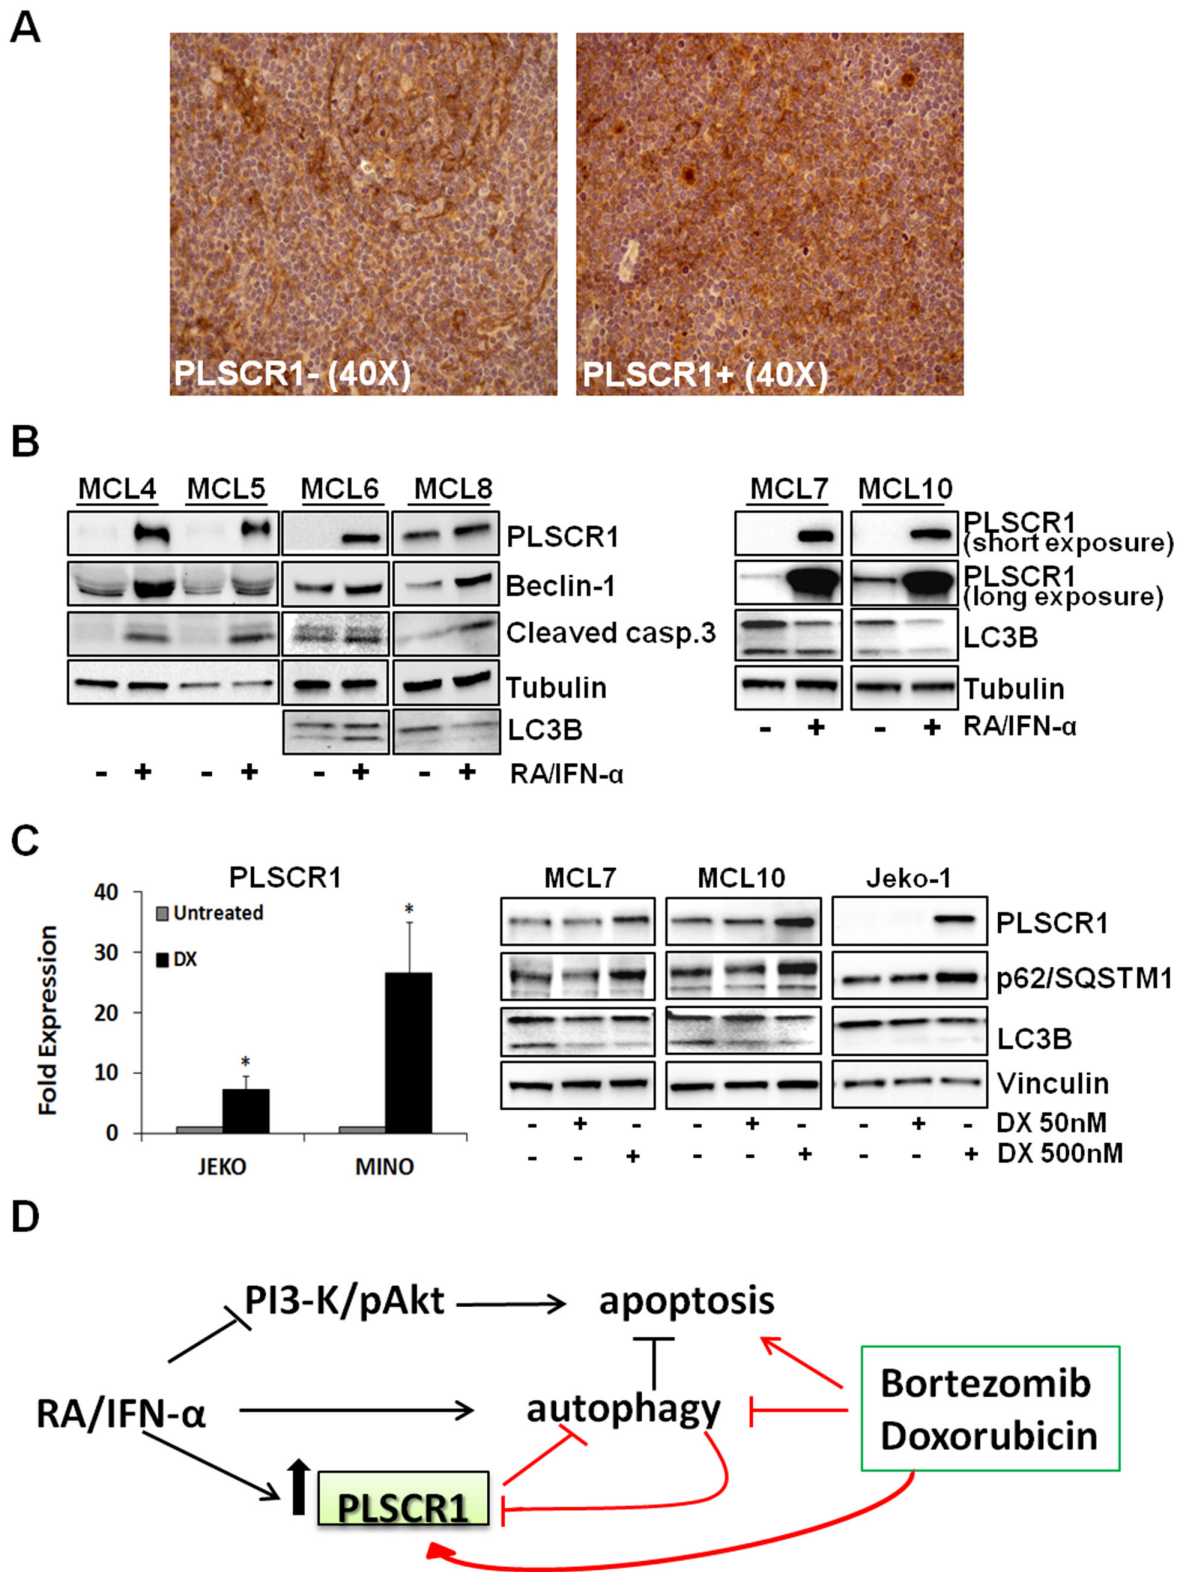 A
PLSCR1- (40X)
PLSCR1+ (40X)
B
MCL4 MCL5 MCL6 MCL8
PLSCR1
Beclin-1
Cleaved casp.3
Tubulin
LC3B
- + - + - + - + RA/IFN-α
MCL7 MCL10
PLSCR1
(short exposure)
PLSCR1
(long exposure)
LC3B
Tubulin
- + - + RA/IFN-α
C
PLSCR1
Fold Expression
40
30
20
10
0
Untreated
DX
*
*
JEKO MINO
MCL7 MCL10 Jeko-1
PLSCR1
p62/SQSTM1
LC3B
Vinculin
- + - - + - - + - DX 50nM
- - + - - + - - + DX 500nM
D
PI3-K/pAkt apoptosis
RA/IFN-α autophagy
PLSCR1
Bortezomib
Doxorubicin